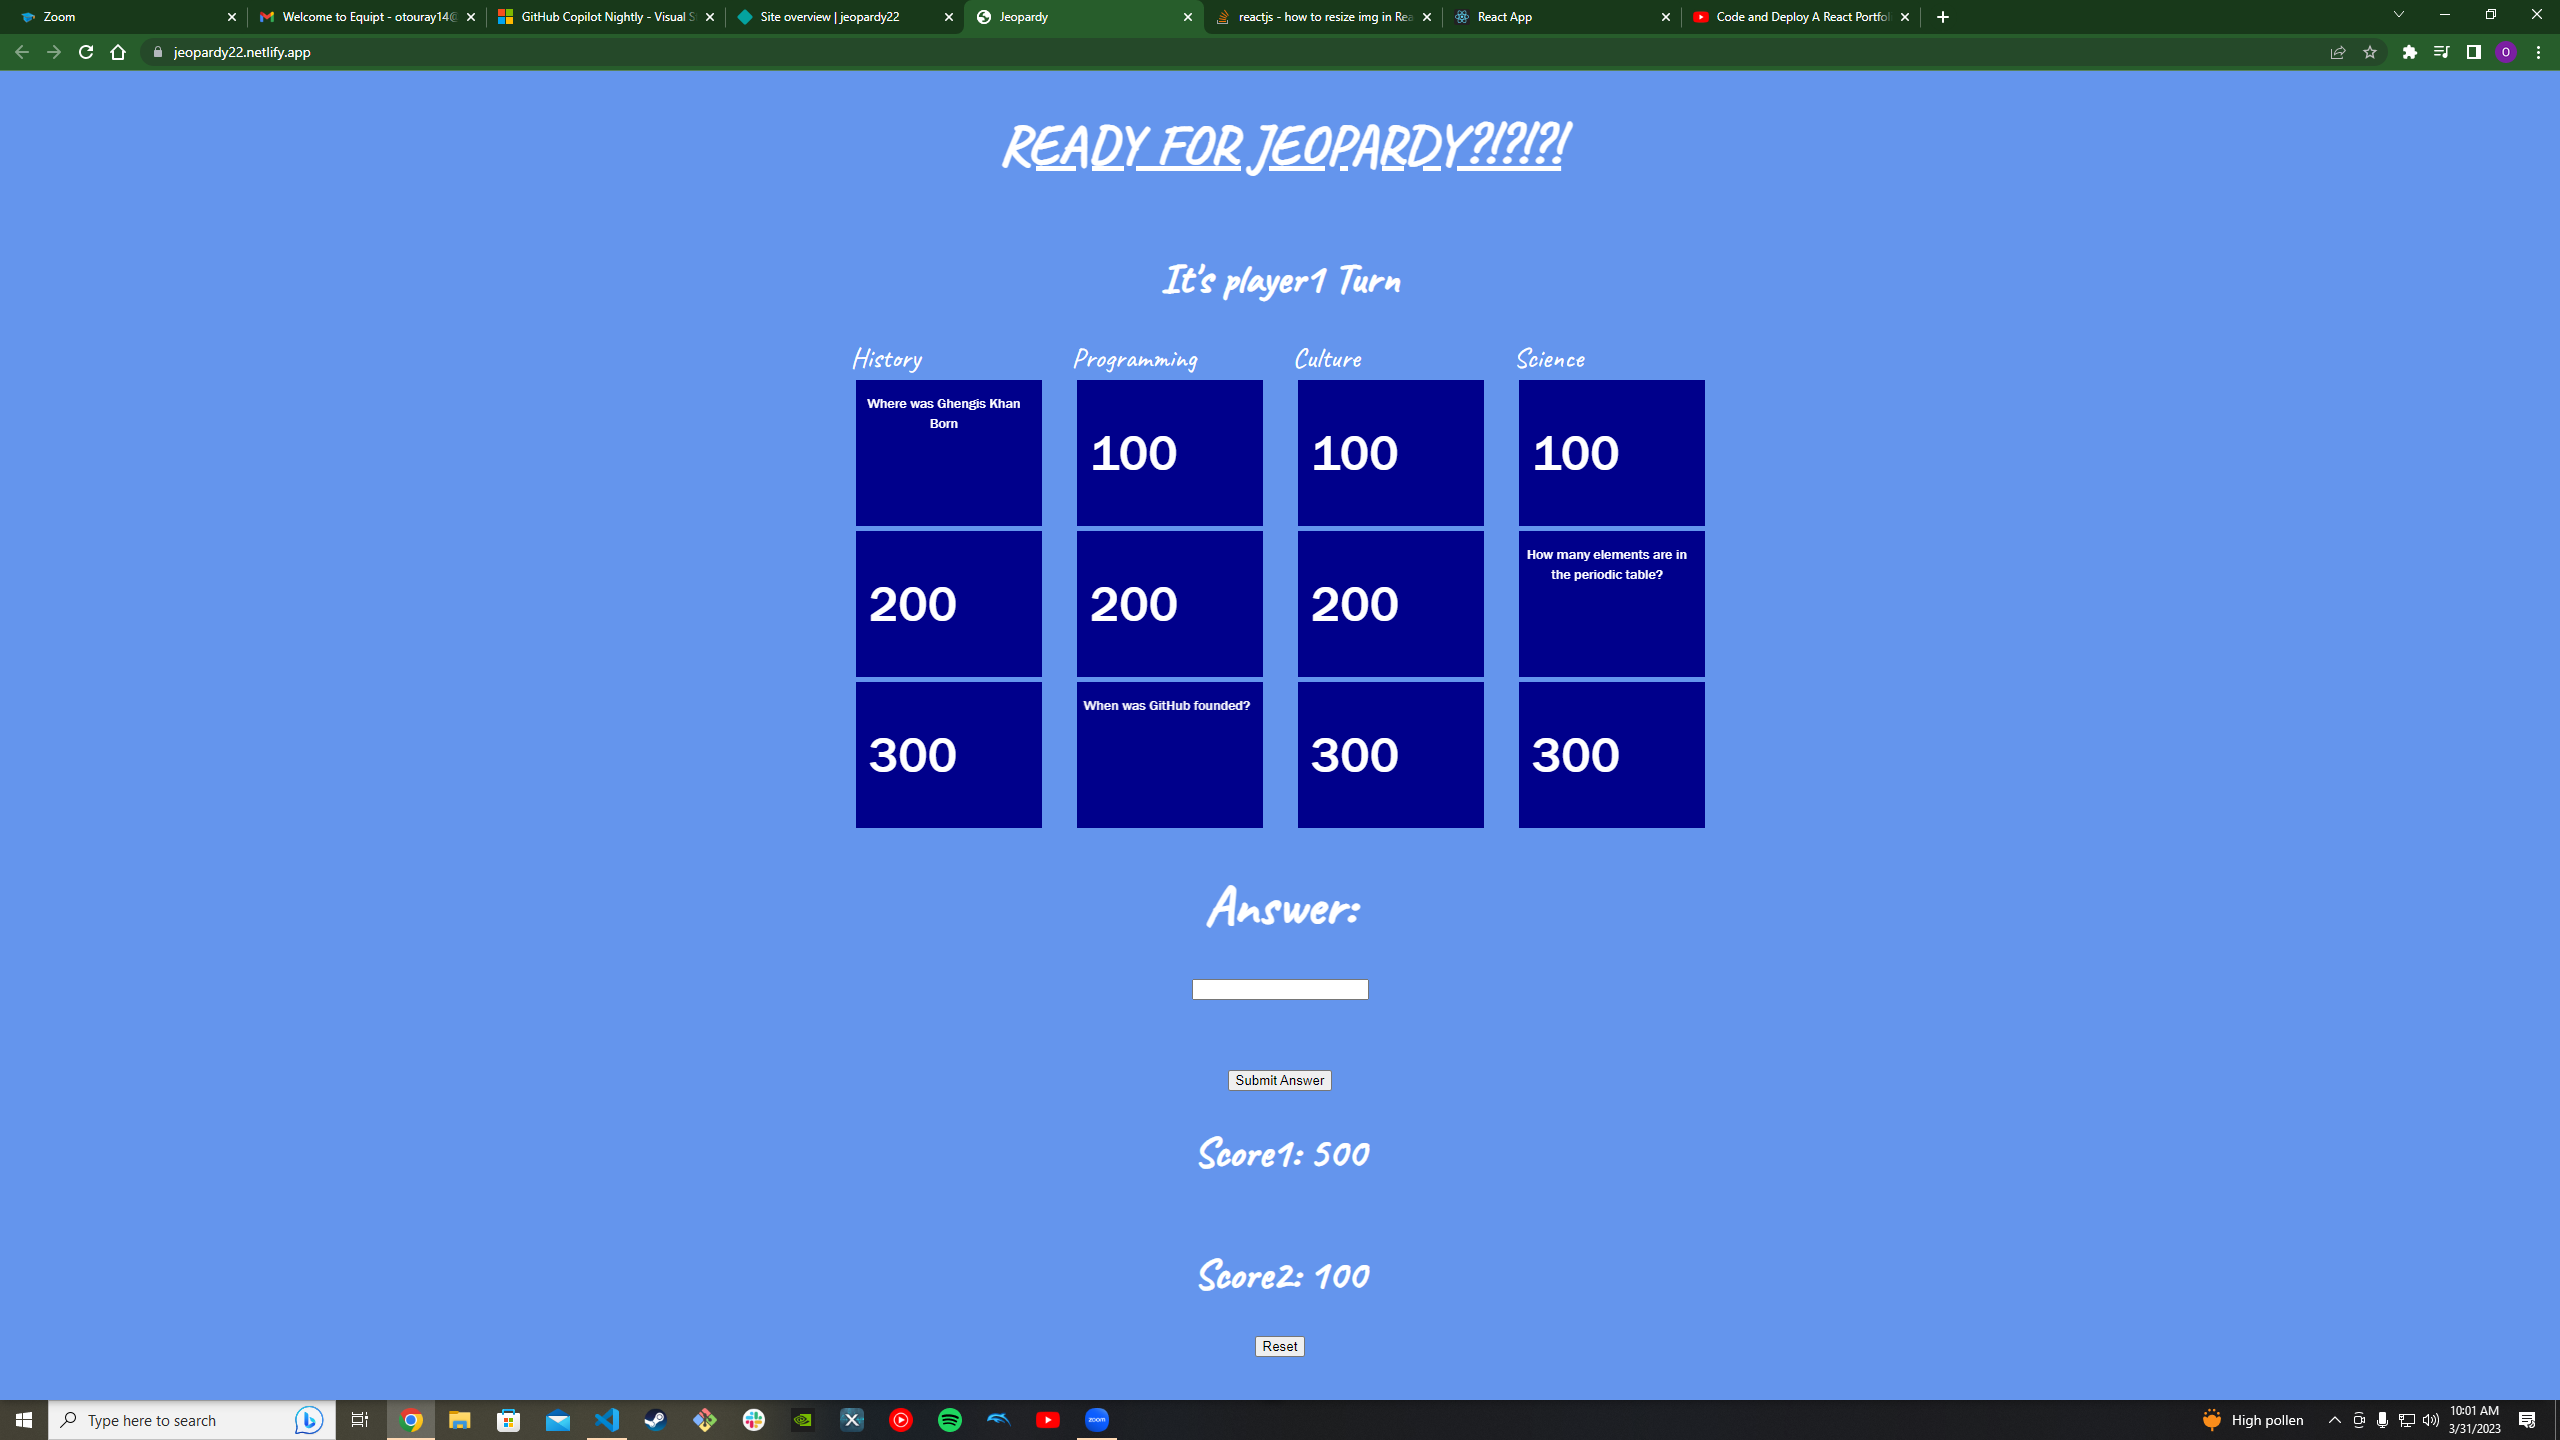 Zoom
Welcome to Equipt - otouray14@
GitHub Copilot Nightly - Visual S
Site overview | jeopardy22
Jeopardy
reactjs - how to resize img in Rea
React App
Code and Deploy A React Portfoli
jeopardy22.netlify.app
O
READY FOR JEOPARDY?!?!?!
It's player1 Turn
History Programming Culture Science
Where was Ghengis Khan
Born
100 100 100
200 200 200
How many elements are in
the periodic table?
300
When was GitHub founded?
300 300
Answer:
Submit Answer
Score1: 500
Score2: 100
Reset
Type here to search
zoom
High pollen
10:01 AM
3/31/2023